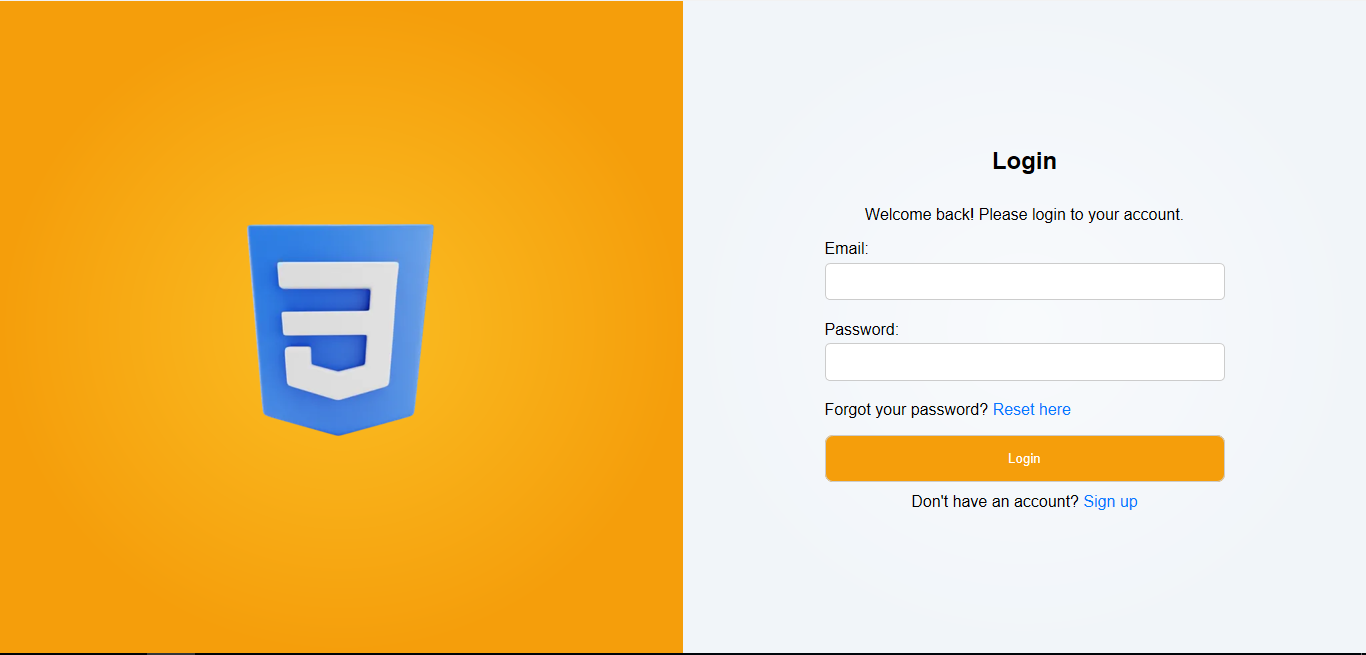 Login
Welcome back! Please login to your account.
Email:
Password:
Forgot your password? Reset here
Login
Don't have an account? Sign up